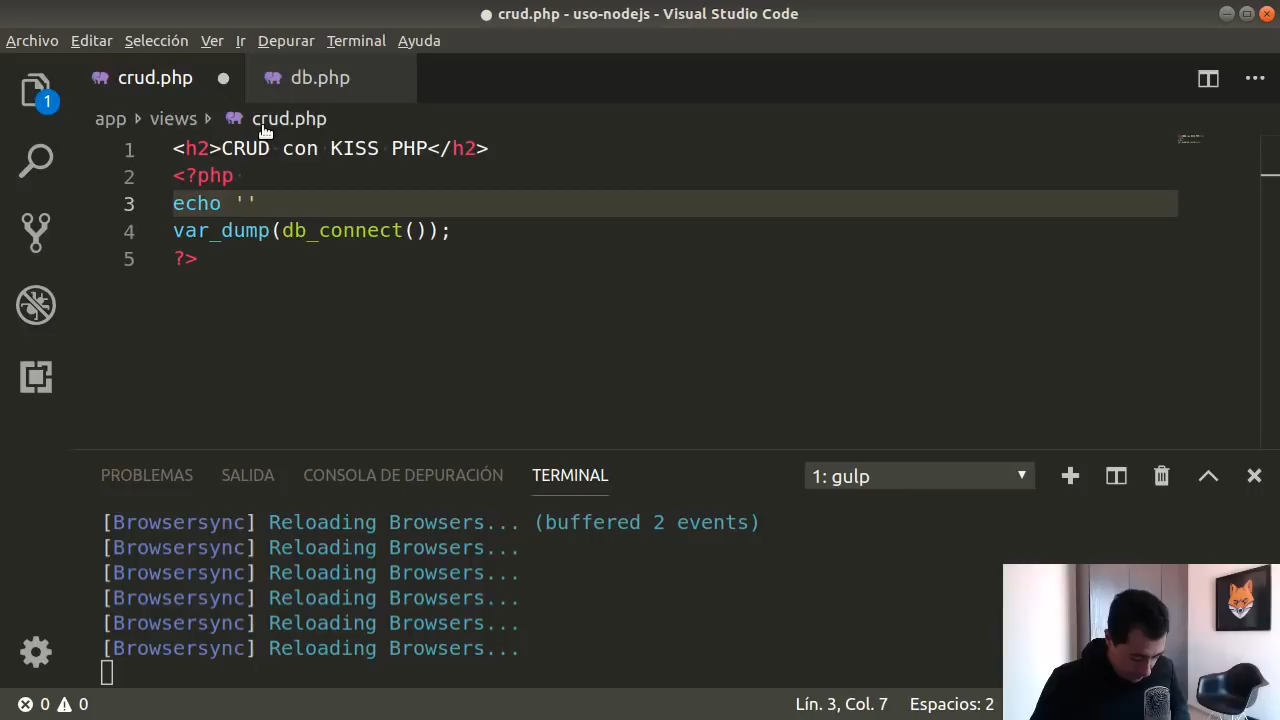 crud.php - uso-nodejs - Visual Studio Code
Archivo Editar Selección Ver Ir Depurar Terminal Ayuda
crud.php db.php
1
app views crud.php
1 <h2>CRUD con KISS PHP</h2>
2 <?php
3 echo ''
4 var_dump(db_connect());
5 ?>
PROBLEMAS SALIDA CONSOLA DE DEPURACIÓN TERMINAL 1: gulp
[Browsersync] Reloading Browsers... (buffered 2 events)
[Browsersync] Reloading Browsers...
[Browsersync] Reloading Browsers...
[Browsersync] Reloading Browsers...
[Browsersync] Reloading Browsers...
[Browsersync] Reloading Browsers...
0 0 Lín. 3, Col. 7 Espacios: 2